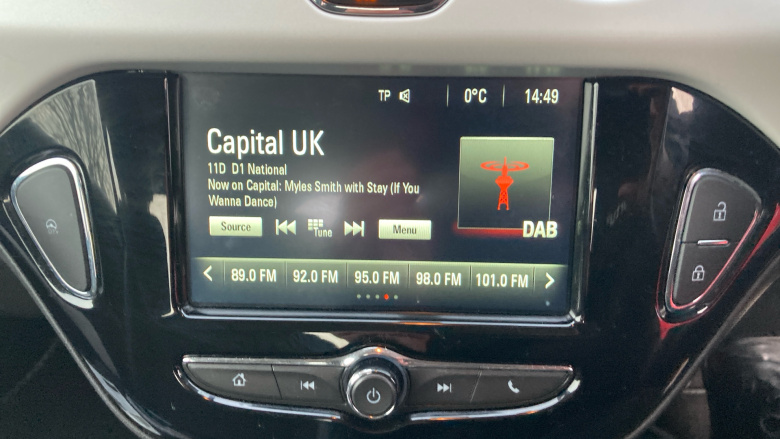 TP 0°C 14:49
Capital UK
11D D1 National
Now on Capital: Myles Smith with Stay (If You
Wanna Dance)
DAB
Source Tune Menu
89.0 FM 92.0 FM 95.0 FM 98.0 FM 101.0 FM